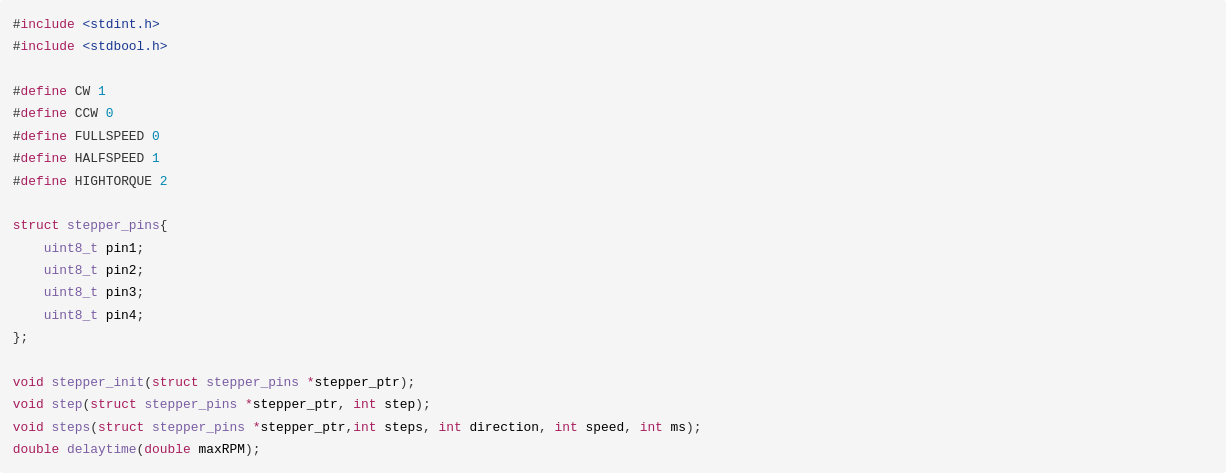 #include <stdint.h>
#include <stdbool.h>
#define CW 1
#define CCW 0
#define FULLSPEED 0
#define HALFSPEED 1
#define HIGHTORQUE 2
struct stepper_pins{
    uint8_t pin1;
    uint8_t pin2;
    uint8_t pin3;
    uint8_t pin4;
};
void stepper_init(struct stepper_pins *stepper_ptr);
void step(struct stepper_pins *stepper_ptr, int step);
void steps(struct stepper_pins *stepper_ptr,int steps, int direction, int speed, int ms);
double delaytime(double maxRPM);